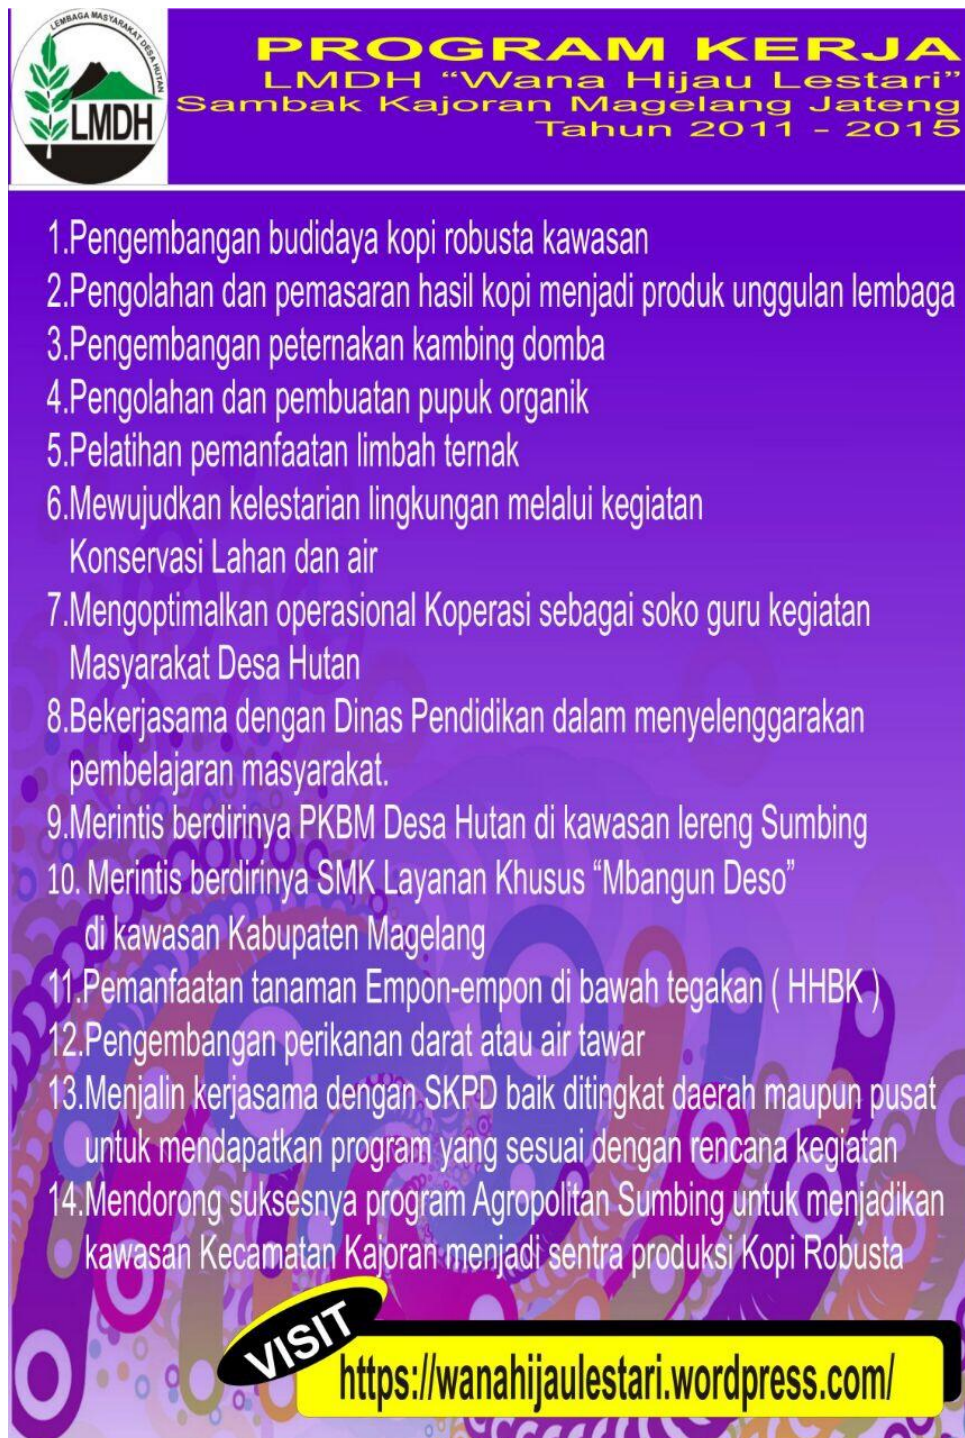 LEMBAGA MASYARAKAT DESA HUTAN
LMDH
PROGRAM KERJA
LMDH “Wana Hijau Lestari”
Sambak Kajoran Magelang Jateng
Tahun 2011 - 2015
1.Pengembangan budidaya kopi robusta kawasan
2.Pengolahan dan pemasaran hasil kopi menjadi produk unggulan lembaga
3.Pengembangan peternakan kambing domba
4.Pengolahan dan pembuatan pupuk organik
5.Pelatihan pemanfaatan limbah ternak
6.Mewujudkan kelestarian lingkungan melalui kegiatan
Konservasi Lahan dan air
7.Mengoptimalkan operasional Koperasi sebagai soko guru kegiatan
Masyarakat Desa Hutan
8.Bekerjasama dengan Dinas Pendidikan dalam menyelenggarakan
pembelajaran masyarakat.
9.Merintis berdirinya PKBM Desa Hutan di kawasan lereng Sumbing
10. Merintis berdirinya SMK Layanan Khusus “Mbangun Deso”
di kawasan Kabupaten Magelang
11.Pemanfaatan tanaman Empon-empon di bawah tegakan ( HHBK )
12.Pengembangan perikanan darat atau air tawar
13.Menjalin kerjasama dengan SKPD baik ditingkat daerah maupun pusat
untuk mendapatkan program yang sesuai dengan rencana kegiatan
14.Mendorong suksesnya program Agropolitan Sumbing untuk menjadikan
kawasan Kecamatan Kajoran menjadi sentra produksi Kopi Robusta
VISIT
https://wanahijaulestari.wordpress.com/